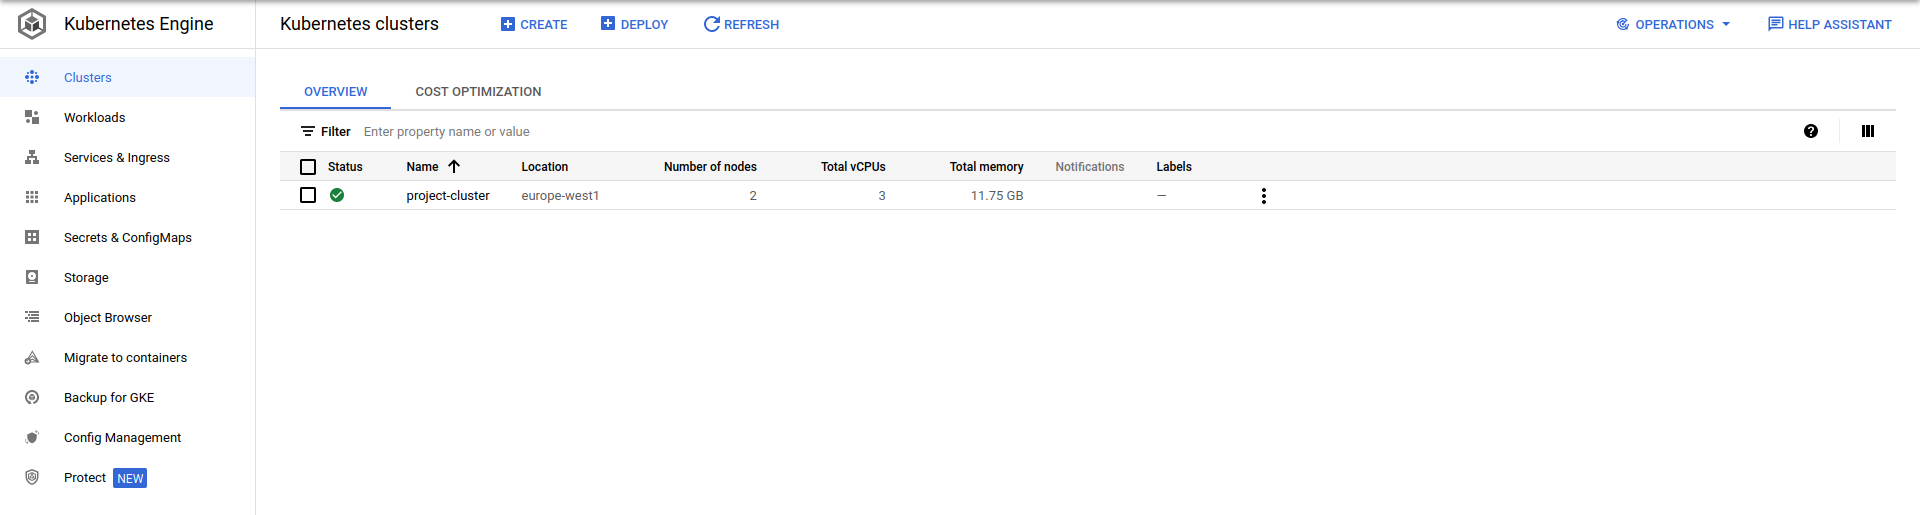 Kubernetes Engine
Kubernetes clusters
CREATE
DEPLOY
REFRESH
OPERATIONS
HELP ASSISTANT
Clusters
Workloads
Services & Ingress
Applications
Secrets & ConfigMaps
Storage
Object Browser
Migrate to containers
Backup for GKE
Config Management
Protect NEW
OVERVIEW COST OPTIMIZATION
Filter Enter property name or value
Status Name Location Number of nodes Total vCPUs Total memory Notifications Labels
project-cluster europe-west1 2 3 11.75 GB —